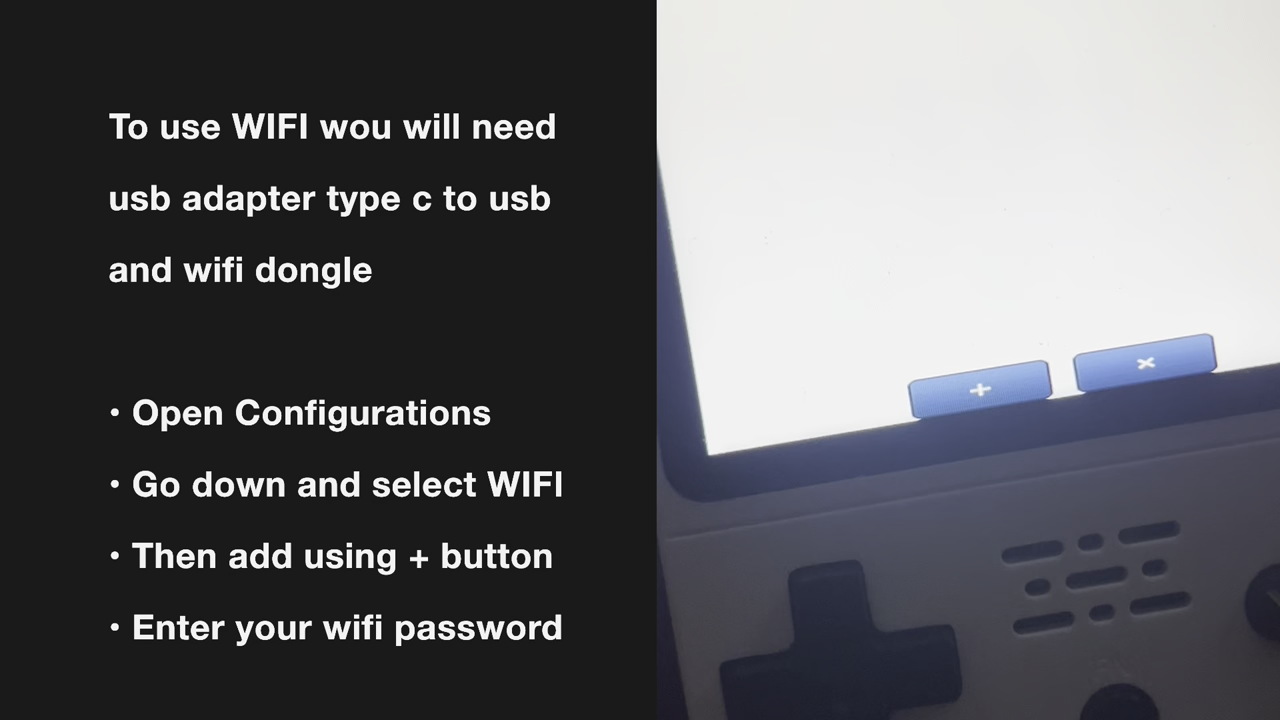 To use WIFI wou will need
usb adapter type c to usb
and wifi dongle
• Open Configurations
• Go down and select WIFI
• Then add using + button
• Enter your wifi password
+ ×